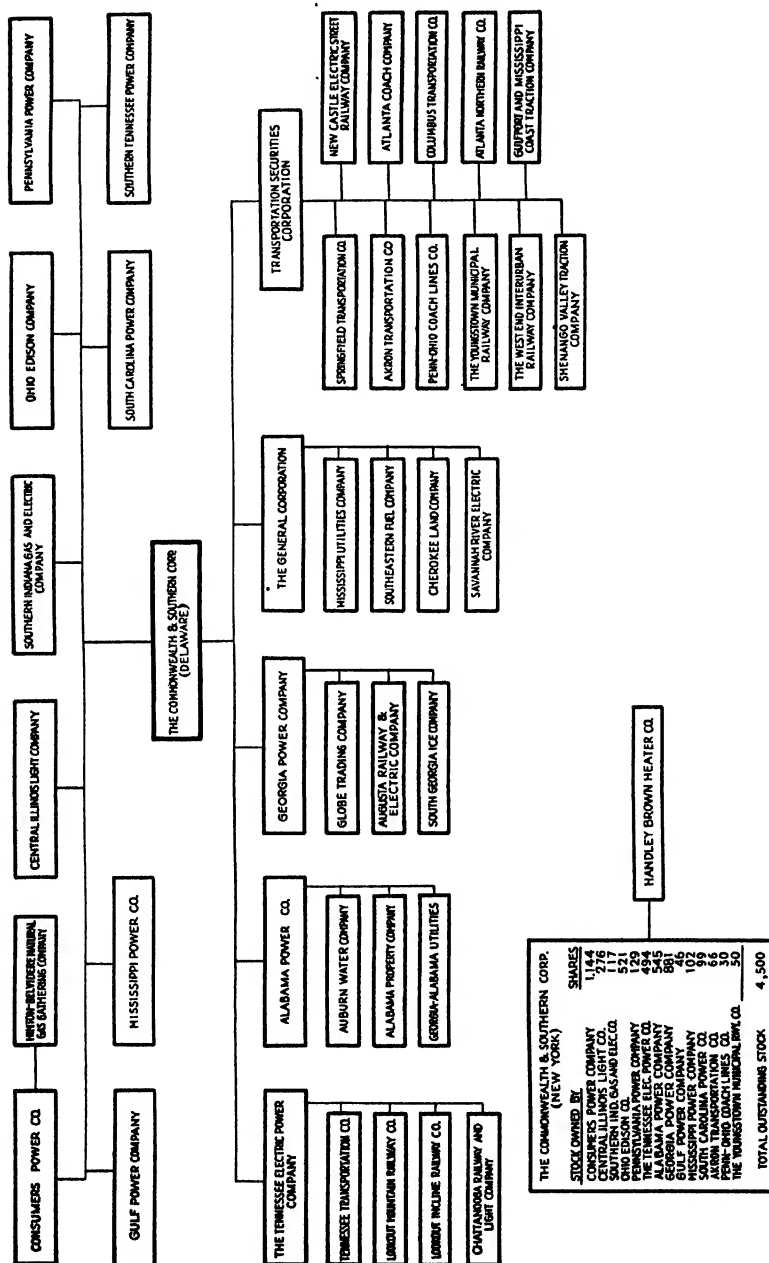 CONSUMERS POWER CO.
MINTON-BELVIDERE NATURAL
GAS GATHERING COMPANY
CENTRAL ILLINOIS LIGHT COMPANY
SOUTHERN INDIANA GAS AND ELECTRIC
COMPANY
OHIO EDISON COMPANY
PENNSYLVANIA POWER COMPANY
GULF POWER COMPANY
MISSISSIPPI POWER CO.
SOUTH CAROLINA POWER COMPANY
SOUTHERN TENNESSEE POWER COMPANY
THE COMMONWEALTH & SOUTHERN CORP.
(DELAWARE)
THE TENNESSEE ELECTRIC POWER
COMPANY
TENNESSEE TRANSPORTATION CO.
LOOKOUT MOUNTAIN RAILWAY CO.
LOOKOUT INCLINE RAILWAY CO.
CHATTANOOGA RAILWAY AND
LIGHT COMPANY
ALABAMA POWER CO.
AUBURN WATER COMPANY
ALABAMA PROPERTY COMPANY
GEORGIA-ALABAMA UTILITIES
GEORGIA POWER COMPANY
GLOBE TRADING COMPANY
AUGUSTA RAILWAY &
ELECTRIC COMPANY
SOUTH GEORGIA ICE COMPANY
THE GENERAL CORPORATION
MISSISSIPPI UTILITIES COMPANY
SOUTHEASTERN FUEL COMPANY
CHEROKEE LAND COMPANY
SAVANNAH RIVER ELECTRIC
COMPANY
TRANSPORTATION SECURITIES
CORPORATION
SPRINGFIELD TRANSPORTATION CO.
NEW CASTLE ELECTRIC STREET
RAILWAY COMPANY
AKRON TRANSPORTATION CO
ATLANTA COACH COMPANY
PENN-OHIO COACH LINES CO.
COLUMBUS TRANSPORTATION CO.
THE YOUNGSTOWN MUNICIPAL
RAILWAY COMPANY
ATLANTA NORTHERN RAILWAY CO.
THE WEST END INTERURBAN
RAILWAY COMPANY
GULFPORT AND MISSISSIPPI
COAST TRACTION COMPANY
SHENANGO VALLEY TRACTION
COMPANY
THE COMMONWEALTH & SOUTHERN CORP.
(NEW YORK)
STOCK OWNED BY SHARES
CONSUMERS POWER COMPANY 1,144
CENTRAL ILLINOIS LIGHT CO. 276
SOUTHERN IND. GAS AND ELEC. CO. 117
OHIO EDISON CO. 521
PENNSYLVANIA POWER COMPANY 129
THE TENNESSEE ELEC. POWER CO. 494
ALABAMA POWER COMPANY 545
GEORGIA POWER COMPANY 881
GULF POWER COMPANY 46
MISSISSIPPI POWER COMPANY 102
SOUTH CAROLINA POWER CO. 99
AKRON TRANSPORTATION CO. 66
PENN-OHIO COACH LINES CO. 30
THE YOUNGSTOWN MUNICIPAL RWY. CO. 50
TOTAL OUTSTANDING STOCK 4,500
HANDLEY BROWN HEATER CO.